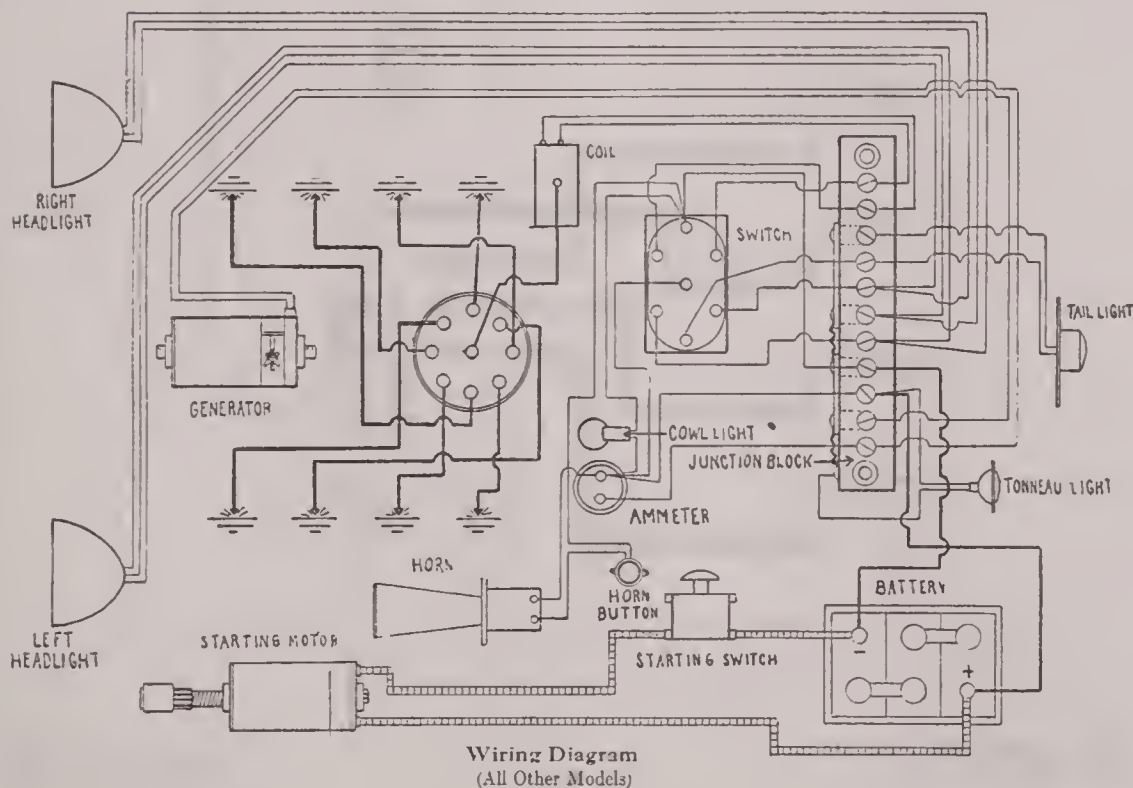 COIL
RIGHT
HEADLIGHT
SWITCH
TAIL LIGHT
GENERATOR
COWL LIGHT
JUNCTION BLOCK
TONNEAU LIGHT
AMMETER
HORN
HORN
BUTTON
BATTERY
LEFT
HEADLIGHT
STARTING MOTOR
STARTING SWITCH
-
+
Wiring Diagram
(All Other Models)